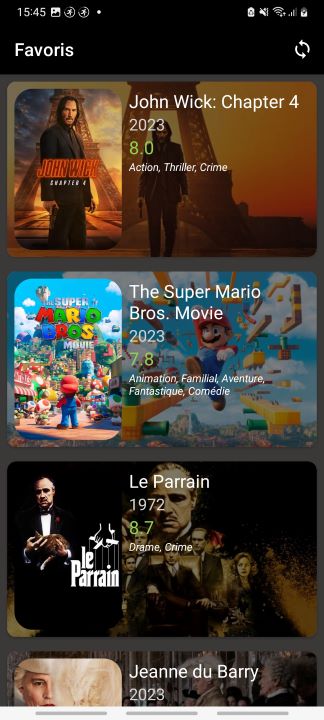 15:45
Favoris
John Wick: Chapter 4
2023
8.0
Action, Thriller, Crime
JOHN WICK
CHAPTER 4
The Super Mario
Bros. Movie
2023
7.8
Animation, Familial, Aventure,
Fantastique, Comédie
THE SUPER
MARIO
BROS.
MOVIE
Le Parrain
1972
8.7
Drame, Crime
le
Parrain
Jeanne du Barry
2023